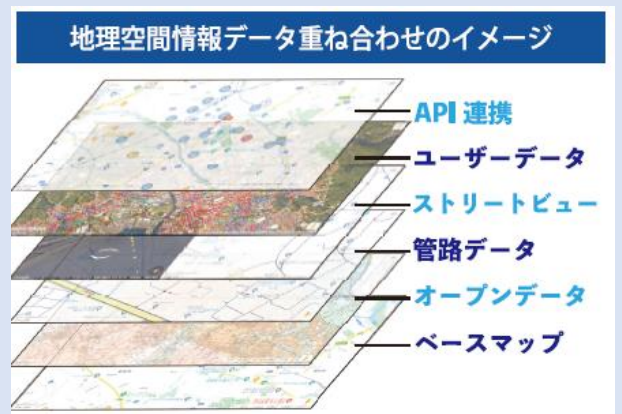 地理空間情報データ重ね合わせのイメージ
API 連携
ユーザーデータ
ストリートビュー
管路データ
オープンデータ
ベースマップ